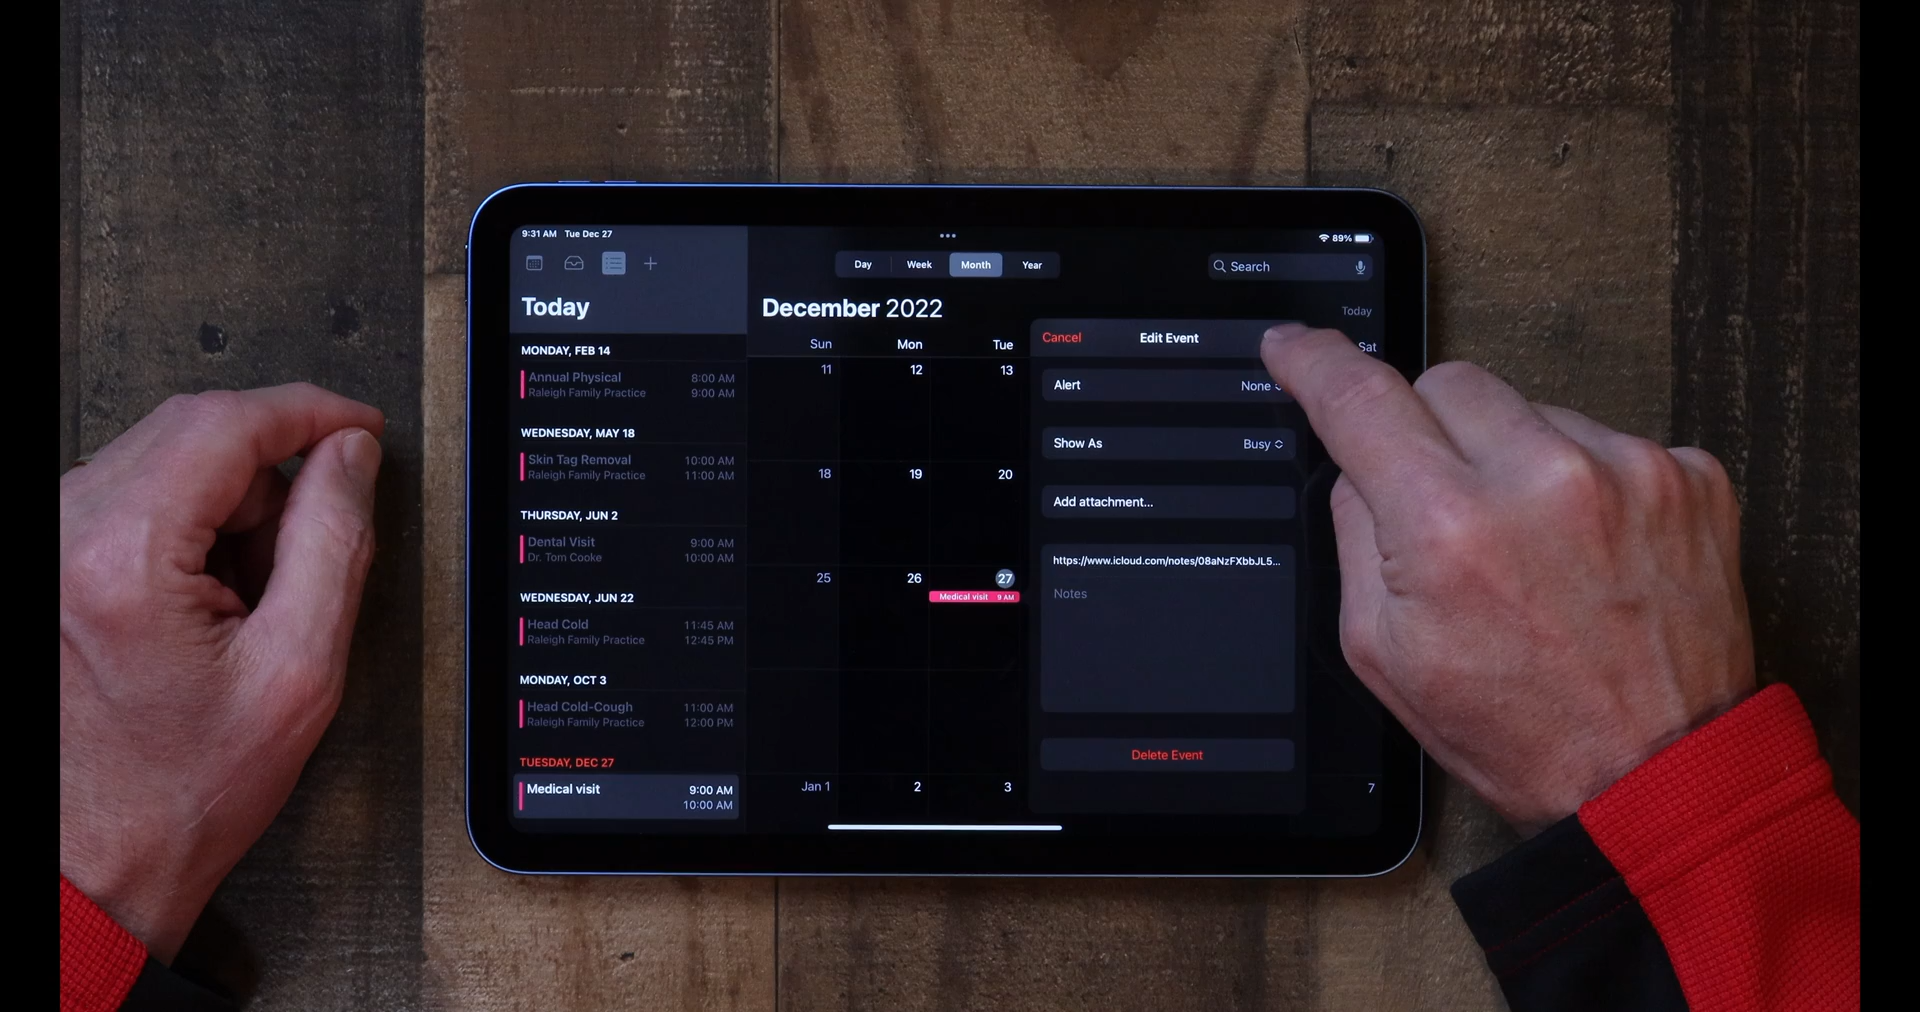 9:31 AM Tue Dec 27
89%
Day Week Month Year
Search
Today
December 2022
Today
Sun Mon Tue Sat
MONDAY, FEB 14
Annual Physical 8:00 AM
Raleigh Family Practice 9:00 AM
WEDNESDAY, MAY 18
Skin Tag Removal 10:00 AM
Raleigh Family Practice 11:00 AM
THURSDAY, JUN 2
Dental Visit 9:00 AM
Dr. Tom Cooke 10:00 AM
WEDNESDAY, JUN 22
Head Cold 11:45 AM
Raleigh Family Practice 12:45 PM
MONDAY, OCT 3
Head Cold-Cough 11:00 AM
Raleigh Family Practice 12:00 PM
TUESDAY, DEC 27
Medical visit 9:00 AM
10:00 AM
11 12 13
18 19 20
25 26 27
Medical visit 9 AM
Jan 1 2 3 7
Cancel Edit Event
Alert None
Show As Busy
Add attachment...
https://www.icloud.com/notes/08aNzFXbbJL5...
Notes
Delete Event